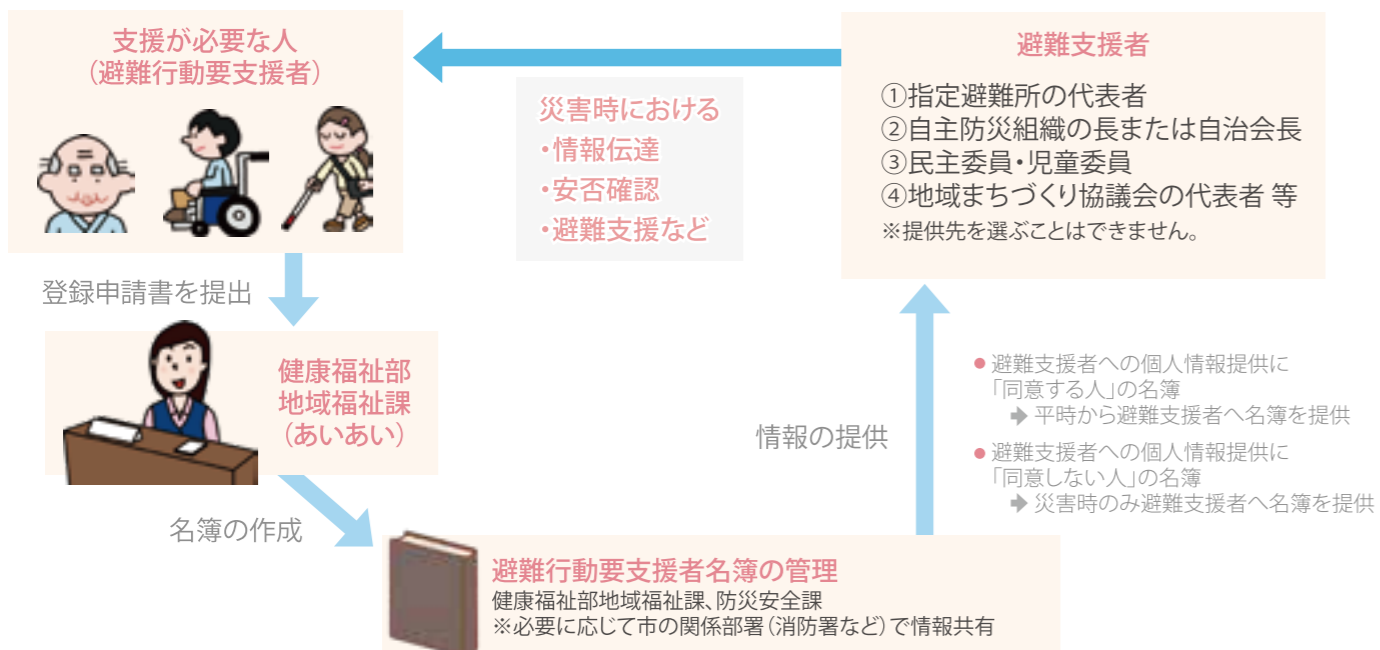 支援が必要な人
（避難行動要支援者）
災害時における
・情報伝達
・安否確認
・避難支援など
避難支援者
①指定避難所の代表者
②自主防災組織の長または自治会長
③民主委員・児童委員
④地域まちづくり協議会の代表者 等
※提供先を選ぶことはできません。
登録申請書を提出
健康福祉部
地域福祉課
（あいあい）
名簿の作成
情報の提供
● 避難支援者への個人情報提供に
「同意する人」の名簿
➡ 平時から避難支援者へ名簿を提供
● 避難支援者への個人情報提供に
「同意しない人」の名簿
➡ 災害時のみ避難支援者へ名簿を提供
避難行動要支援者名簿の管理
健康福祉部地域福祉課、防災安全課
※必要に応じて市の関係部署（消防署など）で情報共有